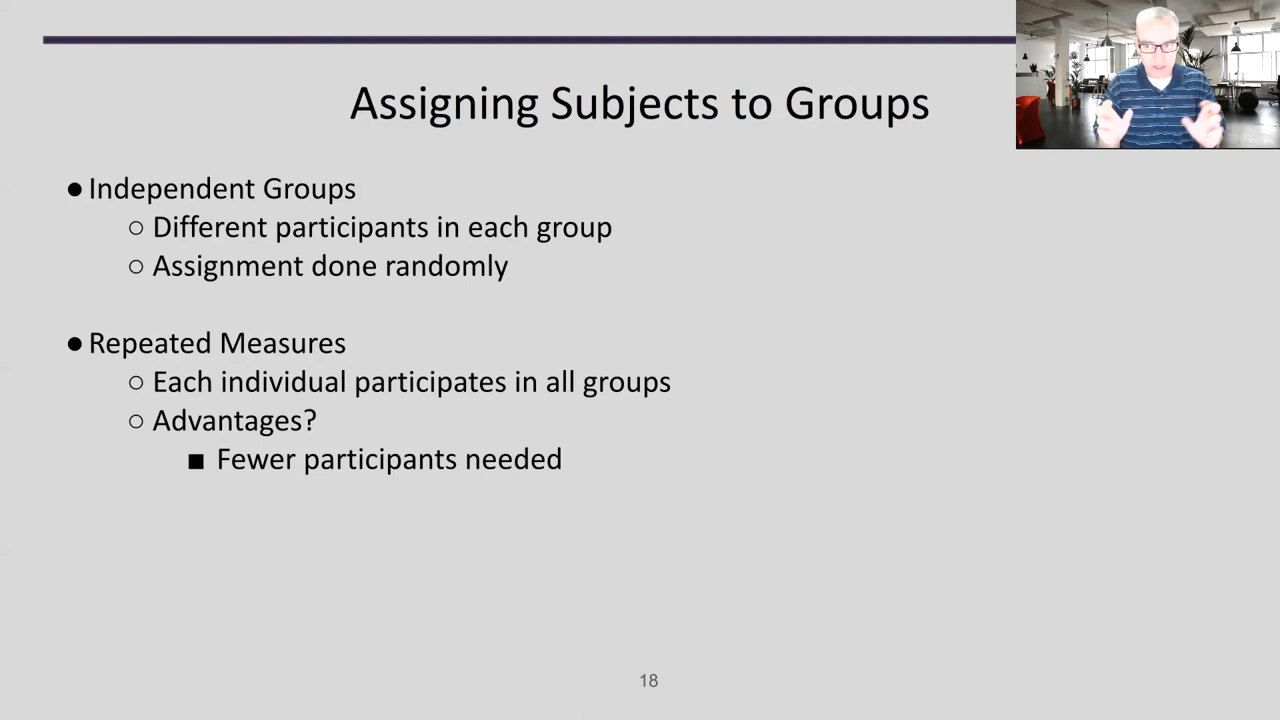 Assigning Subjects to Groups
● Independent Groups
○ Different participants in each group
○ Assignment done randomly
● Repeated Measures
○ Each individual participates in all groups
○ Advantages?
■ Fewer participants needed
18